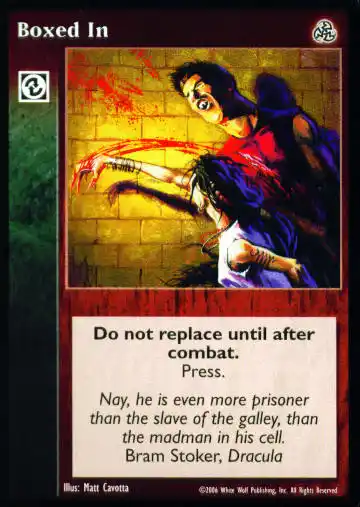 Boxed In
Do not replace until after
combat.
Press.
Nay, he is even more prisoner
than the slave of the galley, than
the madman in his cell.
Bram Stoker, Dracula
Illus: Matt Cavotta
©2006 White Wolf Publishing, Inc. All Rights Reserved